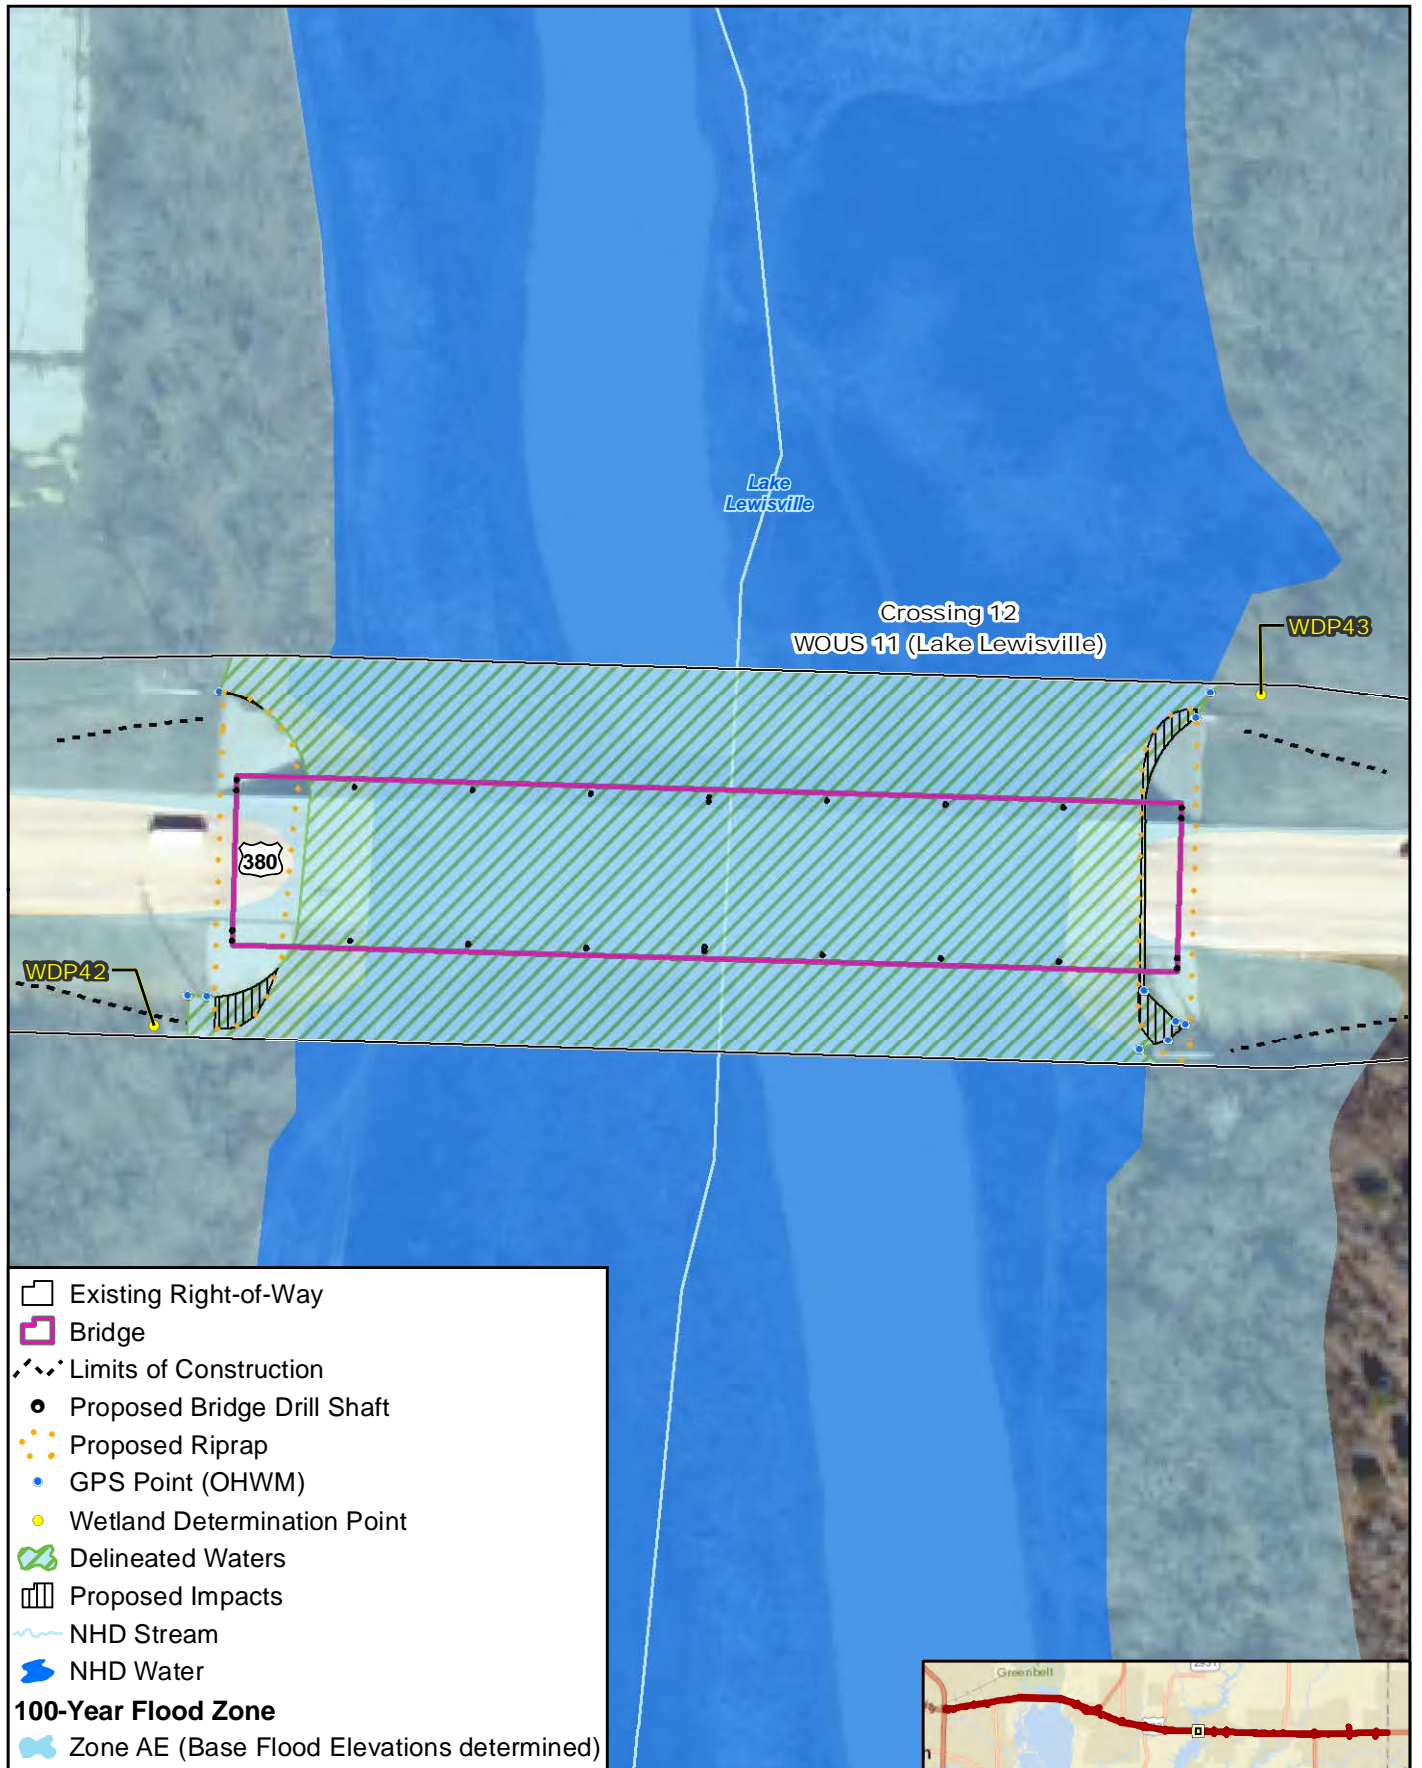 Lake
Lewisville
Crossing 12
WOUS 11 (Lake Lewisville)
WDP43
380
WDP42
Existing Right-of-Way
Bridge
Limits of Construction
Proposed Bridge Drill Shaft
Proposed Riprap
GPS Point (OHWM)
Wetland Determination Point
Delineated Waters
Proposed Impacts
NHD Stream
NHD Water
100-Year Flood Zone
Zone AE (Base Flood Elevations determined)
Greenbelt